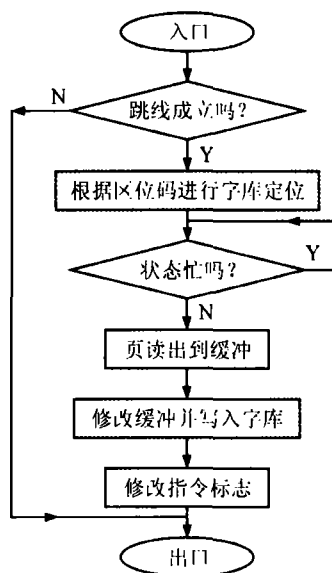 入口
N
跳线成立吗?
Y
根据区位码进行字库定位
状态忙吗?
Y
N
页读出到缓冲
修改缓冲并写入字库
修改指令标志
出口